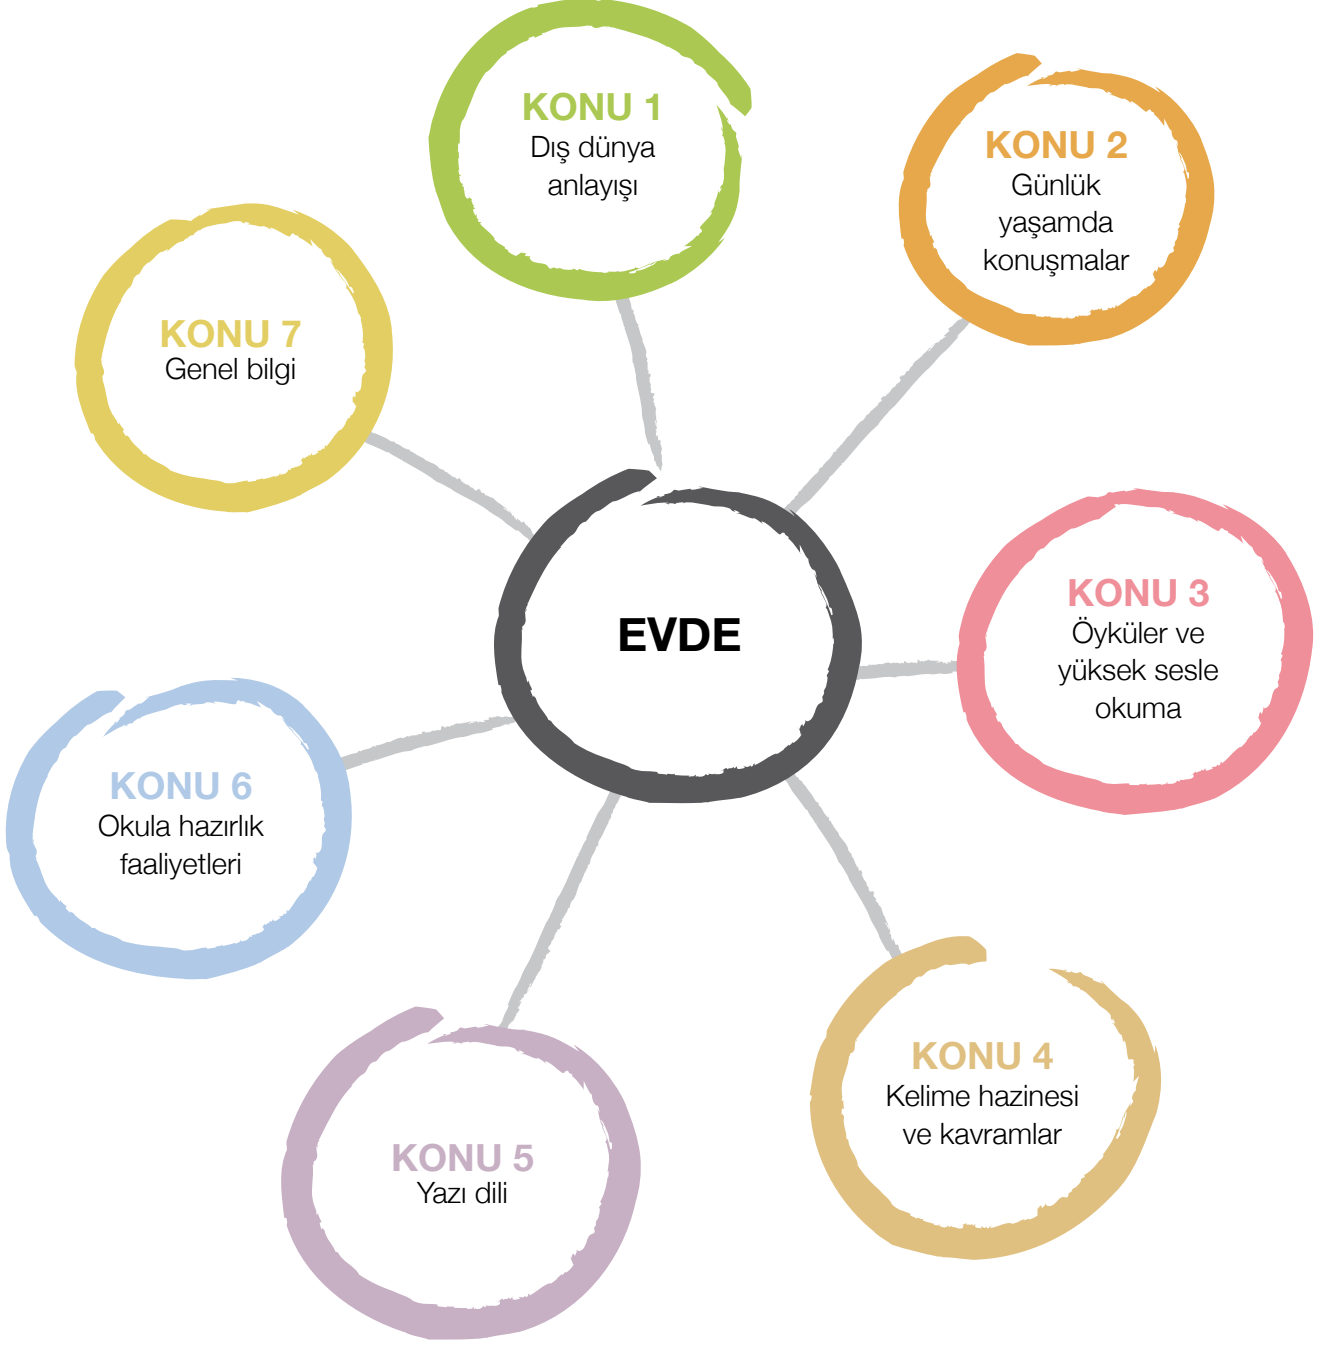 KONU 1
Dış dünya
anlayışı
KONU 2
Günlük
yaşamda
konuşmalar
KONU 7
Genel bilgi
EVDE
KONU 3
Öyküler ve
yüksek sesle
okuma
KONU 6
Okula hazırlık
faaliyetleri
KONU 4
Kelime hazinesi
ve kavramlar
KONU 5
Yazı dili